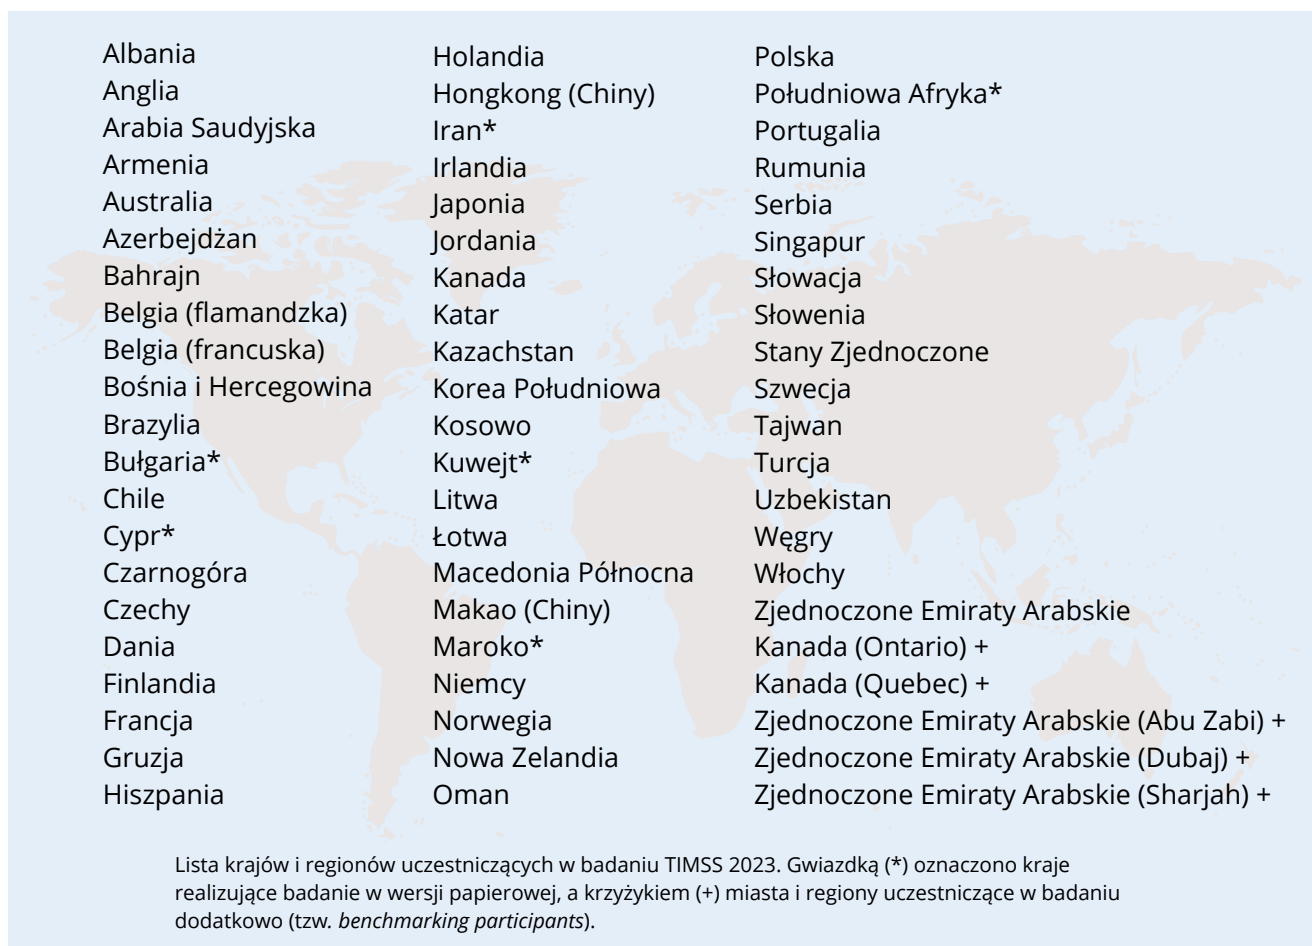 Albania
Anglia
Arabia Saudyjska
Armenia
Australia
Azerbejdżan
Bahrajn
Belgia (flamandzka)
Belgia (francuska)
Bośnia i Hercegowina
Brazylia
Bułgaria*
Chile
Cypr*
Czarnogóra
Czechy
Dania
Finlandia
Francja
Gruzja
Hiszpania
Holandia
Hongkong (Chiny)
Iran*
Irlandia
Japonia
Jordania
Kanada
Katar
Kazachstan
Korea Południowa
Kosowo
Kuwejt*
Litwa
Łotwa
Macedonia Północna
Makao (Chiny)
Maroko*
Niemcy
Norwegia
Nowa Zelandia
Oman
Polska
Południowa Afryka*
Portugalia
Rumunia
Serbia
Singapur
Słowacja
Słowenia
Stany Zjednoczone
Szwecja
Tajwan
Turcja
Uzbekistan
Węgry
Włochy
Zjednoczone Emiraty Arabskie
Kanada (Ontario) +
Kanada (Quebec) +
Zjednoczone Emiraty Arabskie (Abu Zabi) +
Zjednoczone Emiraty Arabskie (Dubaj) +
Zjednoczone Emiraty Arabskie (Sharjah) +
Lista krajów i regionów uczestniczących w badaniu TIMSS 2023. Gwiazdką (*) oznaczono kraje
realizujące badanie w wersji papierowej, a krzyżykiem (+) miasta i regiony uczestniczące w badaniu
dodatkowo (tzw. benchmarking participants).